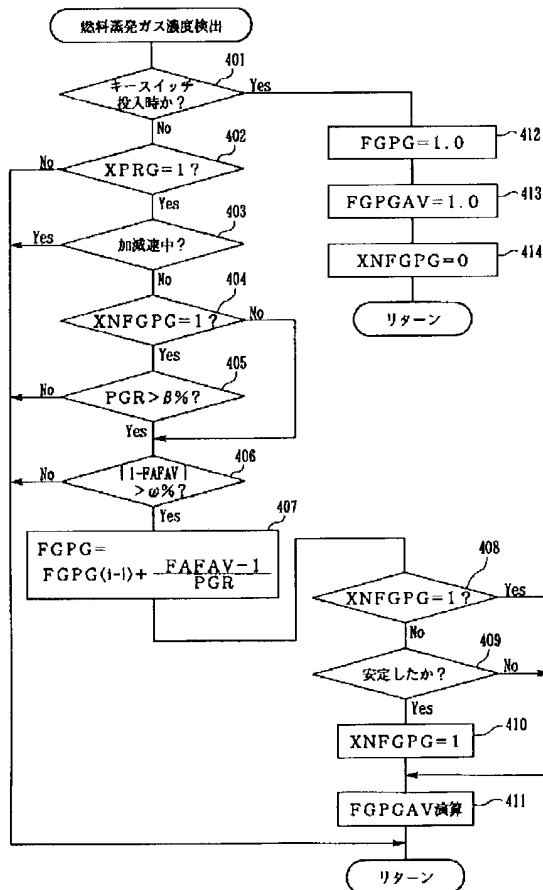 燃料蒸発ガス濃度検出
401
キースイッチ
投入時か?
Yes
No
402
XPRG=1?
No
Yes
403
加減速中?
Yes
No
404
XNFGPG=1?
No
Yes
405
PGR>β%?
No
Yes
406
|1-FAFAV|
>ω%?
No
Yes
407
FGPG=
FGPG(i-1)+ FAFAV-1
PGR
412
FGPG=1.0
413
FGPGAV=1.0
414
XNFGPG=0
リターン
408
XNFGPG=1?
Yes
No
409
安定したか?
No
Yes
410
XNFGPG=1
411
FGPGAV演算
リターン